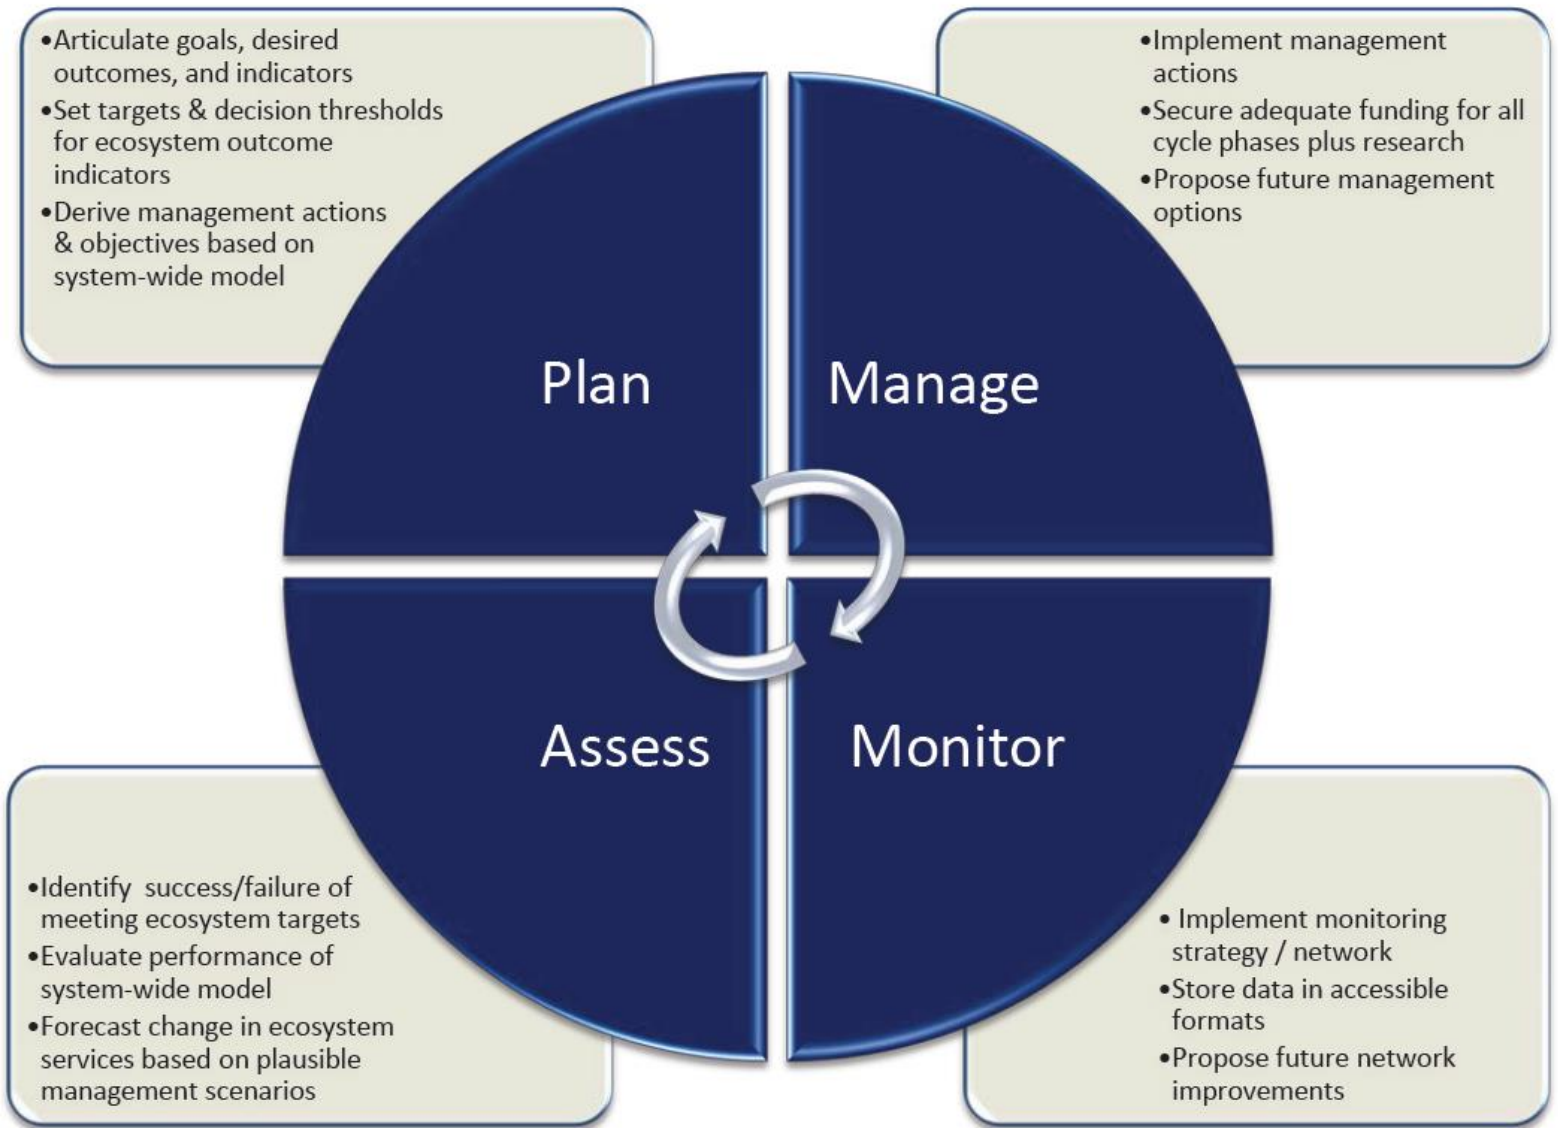 •Articulate goals, desired
outcomes, and indicators
•Set targets & decision thresholds
for ecosystem outcome
indicators
•Derive management actions
& objectives based on
system-wide model
•Implement management
actions
•Secure adequate funding for all
cycle phases plus research
•Propose future management
options
Plan
Manage
Assess
Monitor
•Identify success/failure of
meeting ecosystem targets
•Evaluate performance of
system-wide model
•Forecast change in ecosystem
services based on plausible
management scenarios
• Implement monitoring
strategy / network
•Store data in accessible
formats
•Propose future network
improvements